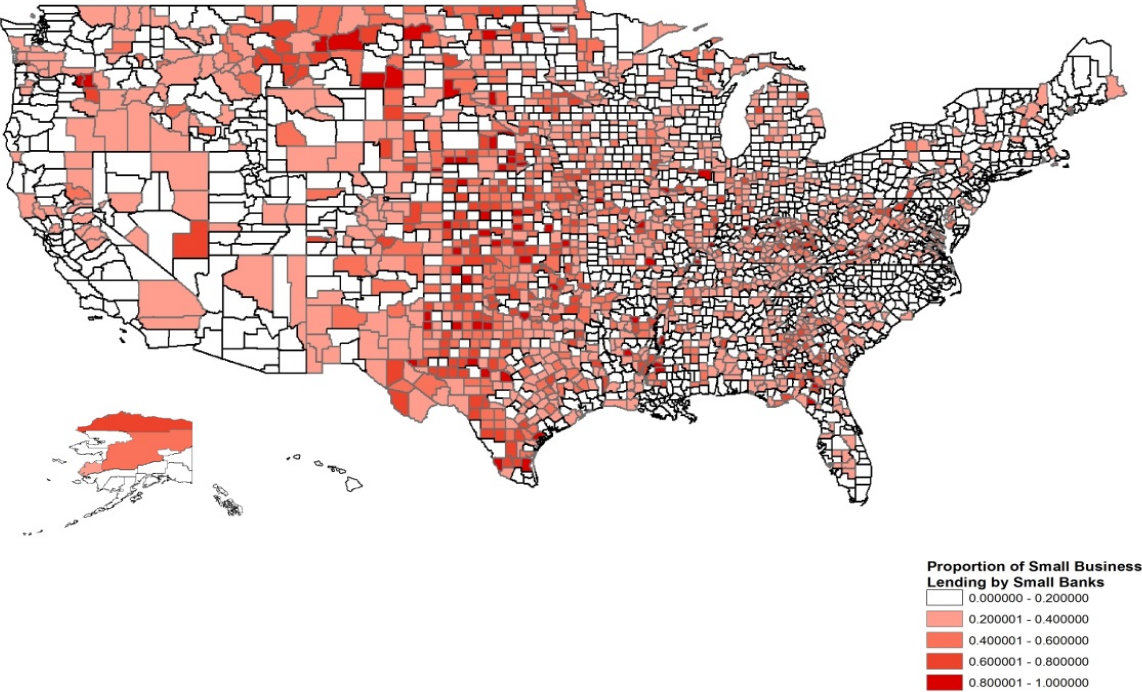 Proportion of Small Business
Lending by Small Banks
0.000000 - 0.200000
0.200001 - 0.400000
0.400001 - 0.600000
0.600001 - 0.800000
0.800001 - 1.000000